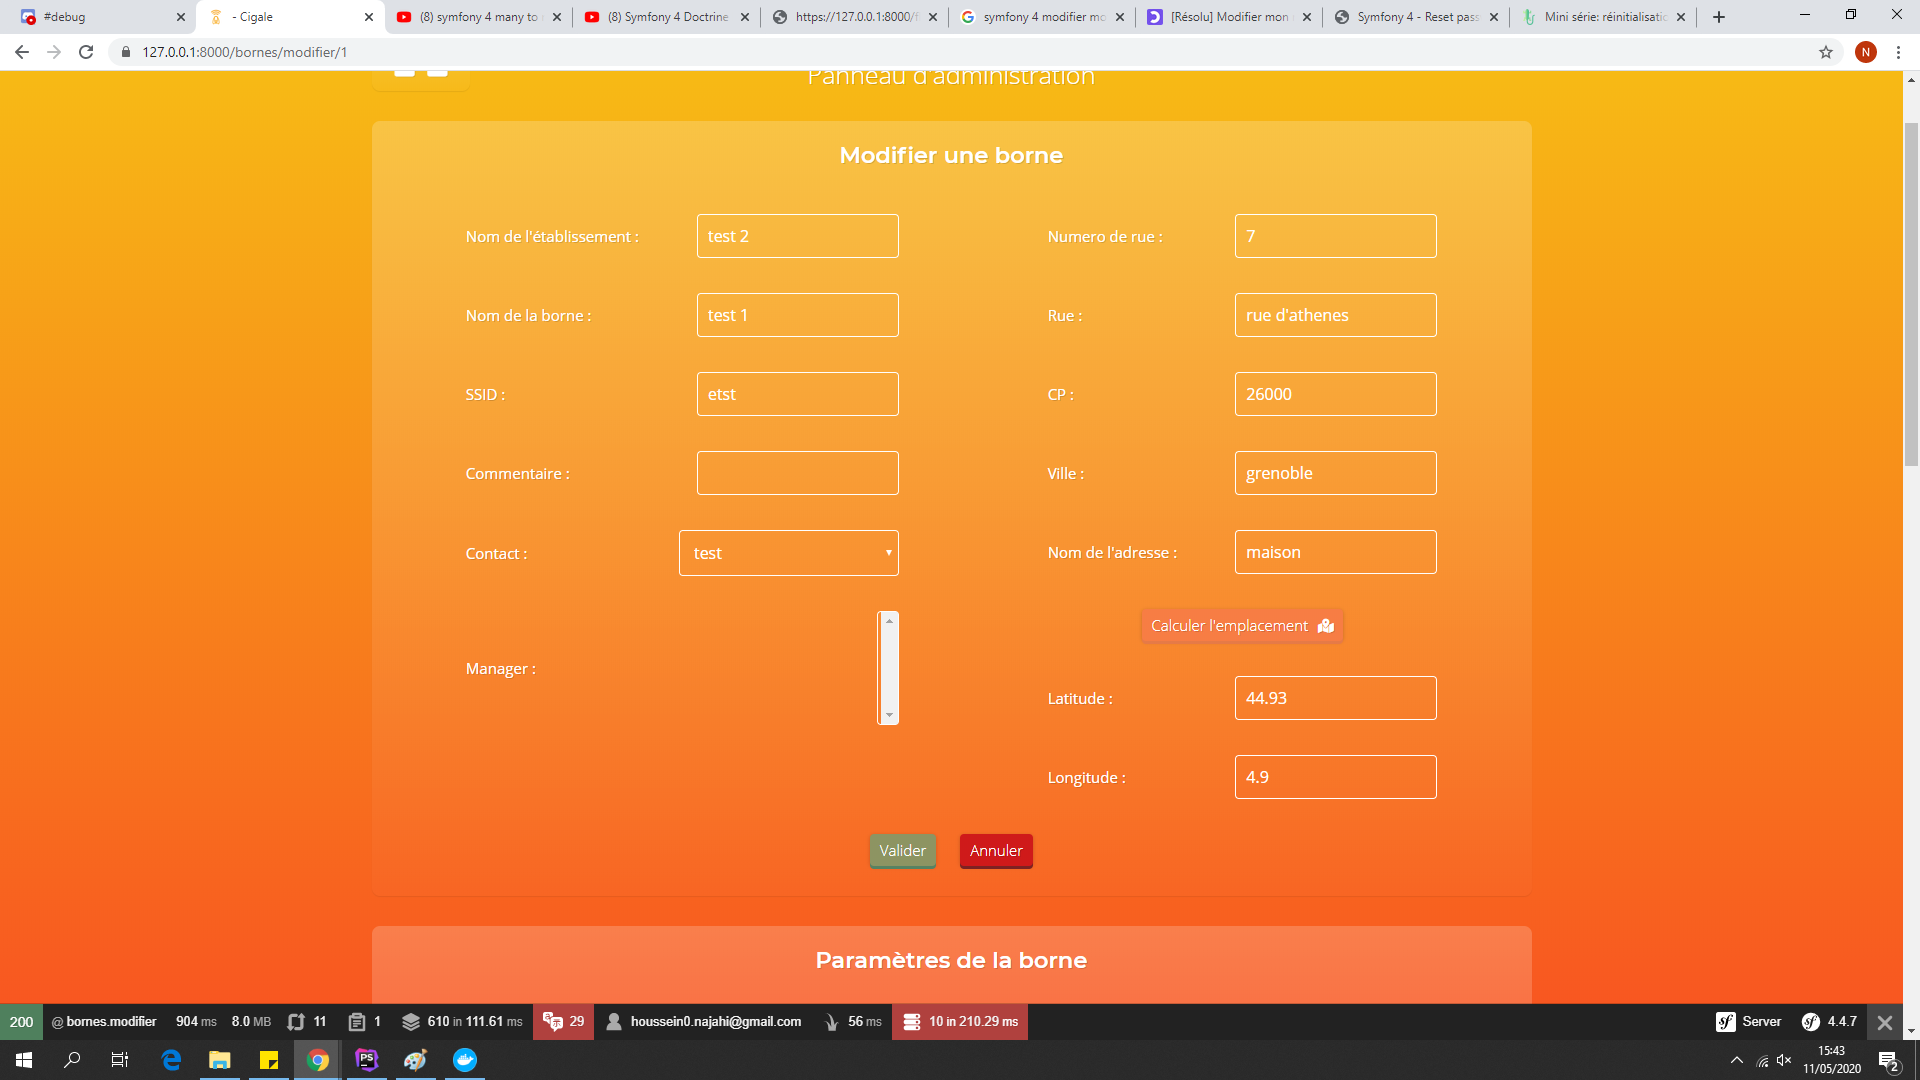 #debug
- Cigale
(8) symfony 4 many to
(8) Symfony 4 Doctrine
https://127.0.0.1:8000/
symfony 4 modifier mo
[Résolu] Modifier mon
Symfony 4 - Reset pass
Mini série: réinitialisatio
127.0.0.1:8000/bornes/modifier/1
N
Panneau d'administration
Modifier une borne
Nom de l'établissement : test 2
Numero de rue : 7
Nom de la borne : test 1
Rue : rue d'athenes
SSID : etst
CP : 26000
Commentaire :
Ville : grenoble
Contact : test
Nom de l'adresse : maison
Calculer l'emplacement
Manager :
Latitude : 44.93
Longitude : 4.9
Valider
Annuler
Paramètres de la borne
200 @ bornes.modifier 904 ms 8.0 MB 11 1 610 in 111.61 ms 29 houssein0.najahi@gmail.com 56 ms 10 in 210.29 ms Server 4.4.7
PS
15:43
11/05/2020
2